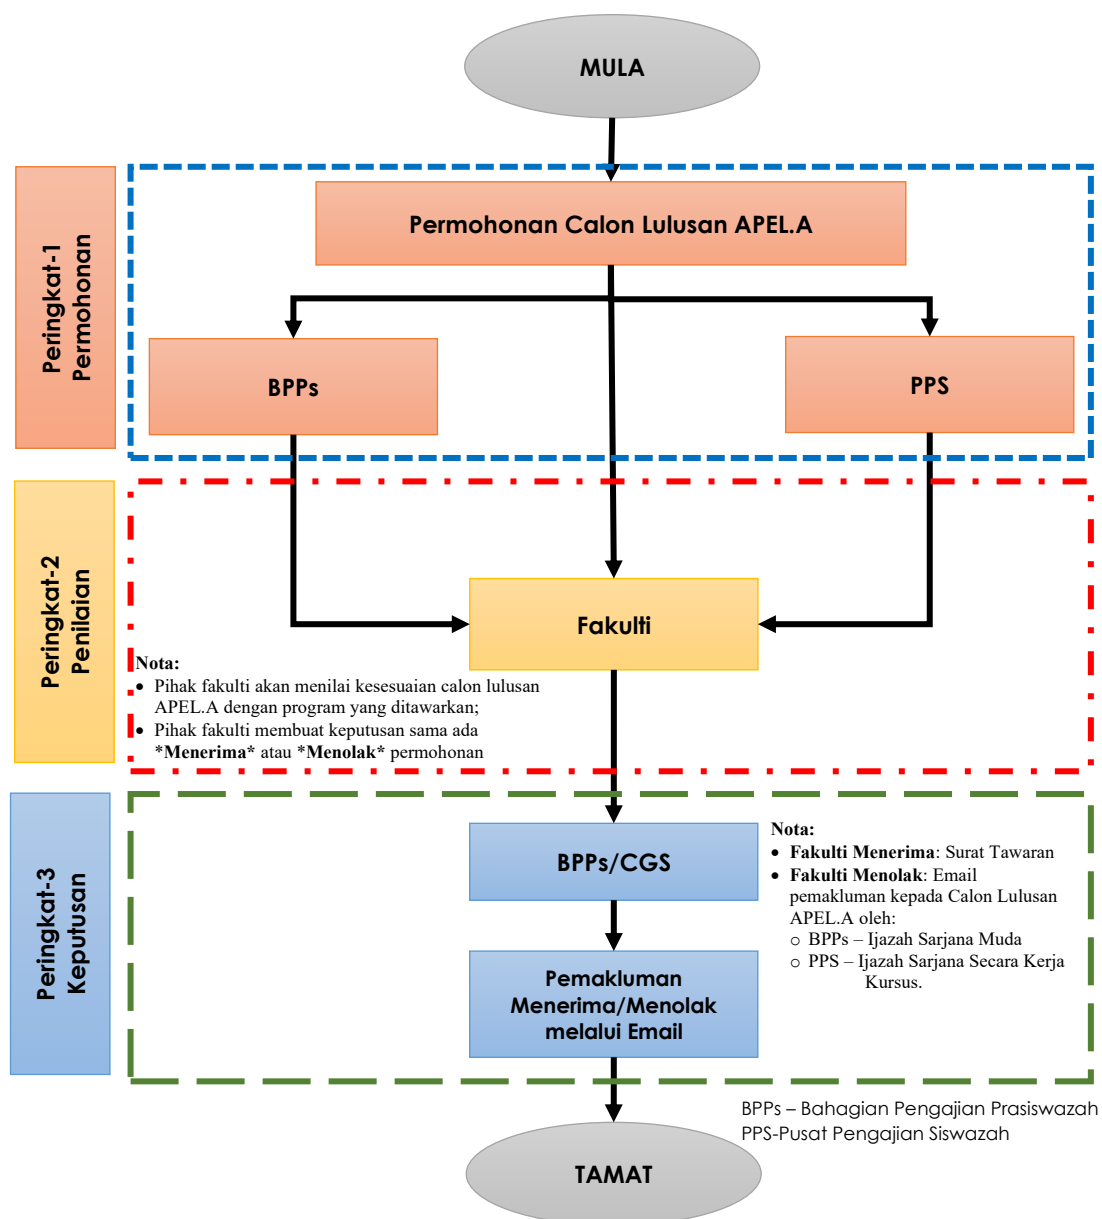 MULA
Peringkat-1
Permohonan
Permohonan Calon Lulusan APEL.A
BPPs
PPS
Peringkat-2
Penilaian
Fakulti
Nota:
• Pihak fakulti akan menilai kesesuaian calon lulusan
APEL.A dengan program yang ditawarkan;
• Pihak fakulti membuat keputusan sama ada
*Menerima* atau *Menolak* permohonan
Peringkat-3
Keputusan
BPPs/CGS
Nota:
• Fakulti Menerima: Surat Tawaran
• Fakulti Menolak: Email
pemakluman kepada Calon Lulusan
APEL.A oleh:
o BPPs – Ijazah Sarjana Muda
o PPS – Ijazah Sarjana Secara Kerja
Kursus.
Pemakluman
Menerima/Menolak
melalui Email
BPPs – Bahagian Pengajian Prasiswazah
PPS-Pusat Pengajian Siswazah
TAMAT